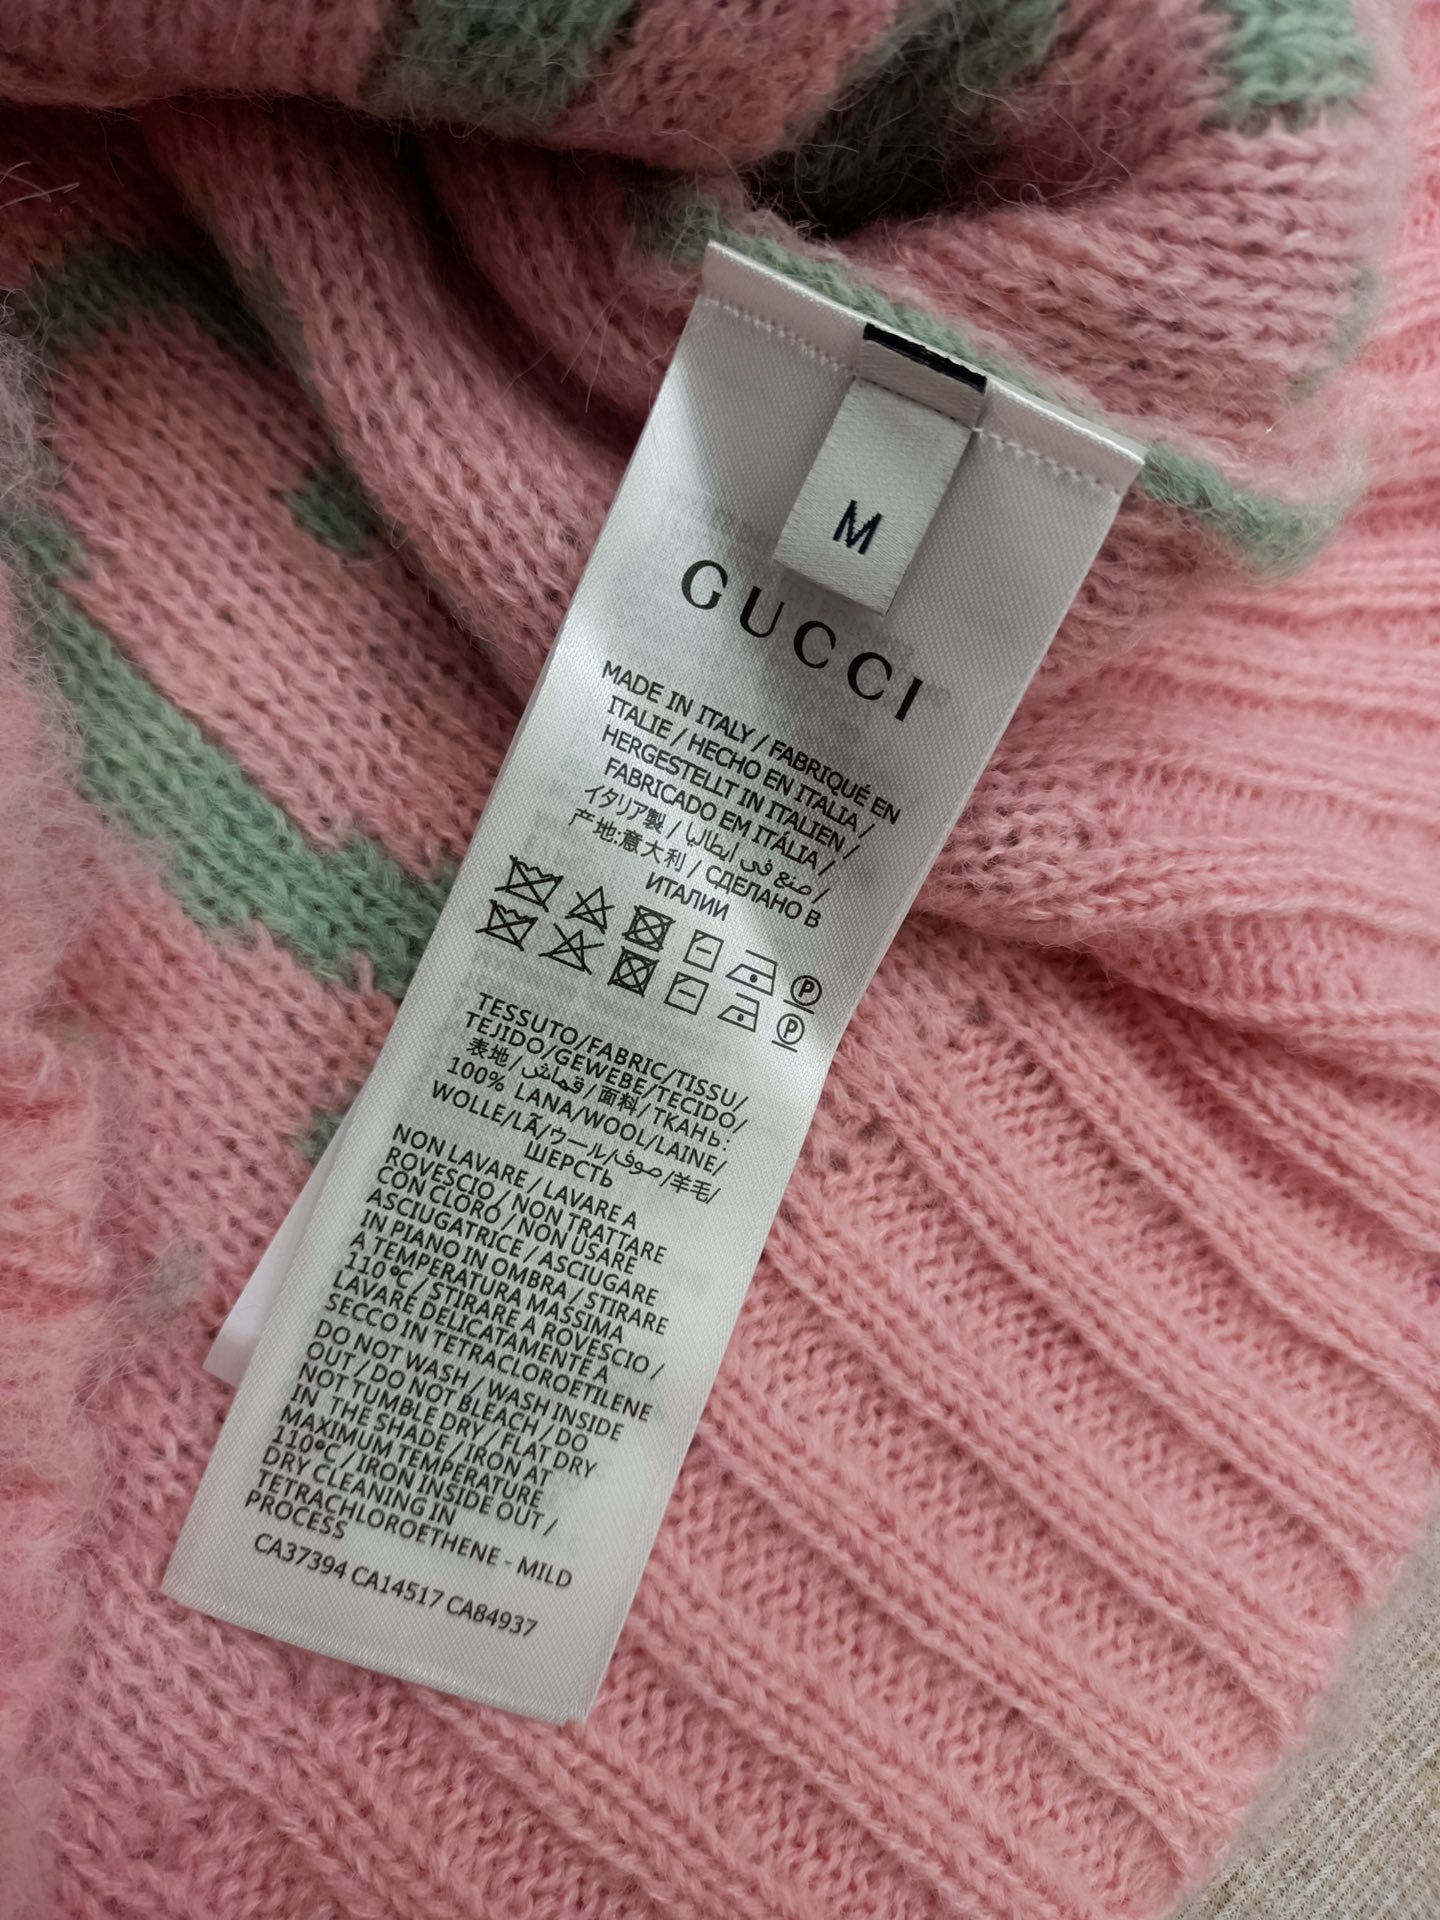 M
GUCCI
MADE IN ITALY / FABRIQUÉ EN
ITALIE / HECHO EN ITALIA /
HERGESTELLT IN ITALIEN /
FABRICADO EM ITÁLIA /
イタリア製 / صنع في ايطاليا /
产地:意大利 / СДЕЛАНО В
ИТАЛИИ
P
P
TESSUTO/FABRIC/TISSU/
TEJIDO/GEWEBE/TECIDO/
表地/قماش/面料/ТКАНЬ:
100% LANA/WOOL/LAINE/
WOLLE/LÃ/ウール/صوف/羊毛/
ШЕРСТЬ
NON LAVARE / LAVARE A
ROVESCIO / NON TRATTARE
CON CLORO / NON USARE
ASCIUGATRICE / ASCIUGARE
IN PIANO IN OMBRA / STIRARE
A TEMPERATURA MASSIMA
110°C / STIRARE A ROVESCIO /
LAVARE DELICATAMENTE A
SECCO IN TETRACLOROETILENE
DO NOT WASH / WASH INSIDE
OUT / DO NOT BLEACH / DO
NOT TUMBLE DRY / FLAT DRY
IN THE SHADE / IRON AT
MAXIMUM TEMPERATURE
110°C / IRON INSIDE OUT /
DRY CLEANING IN
TETRACHLOROETHENE - MILD
PROCESS
CA37394 CA14517 CA84937